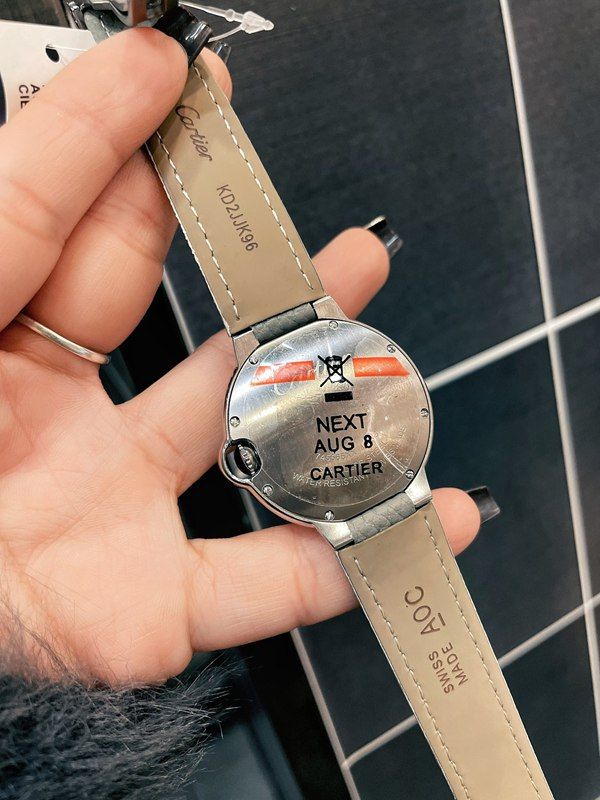 Cartier
KD2JJK96
NEXT
AUG 8
CARTIER
WATER RESISTANT
SWISS
MADE
AOC